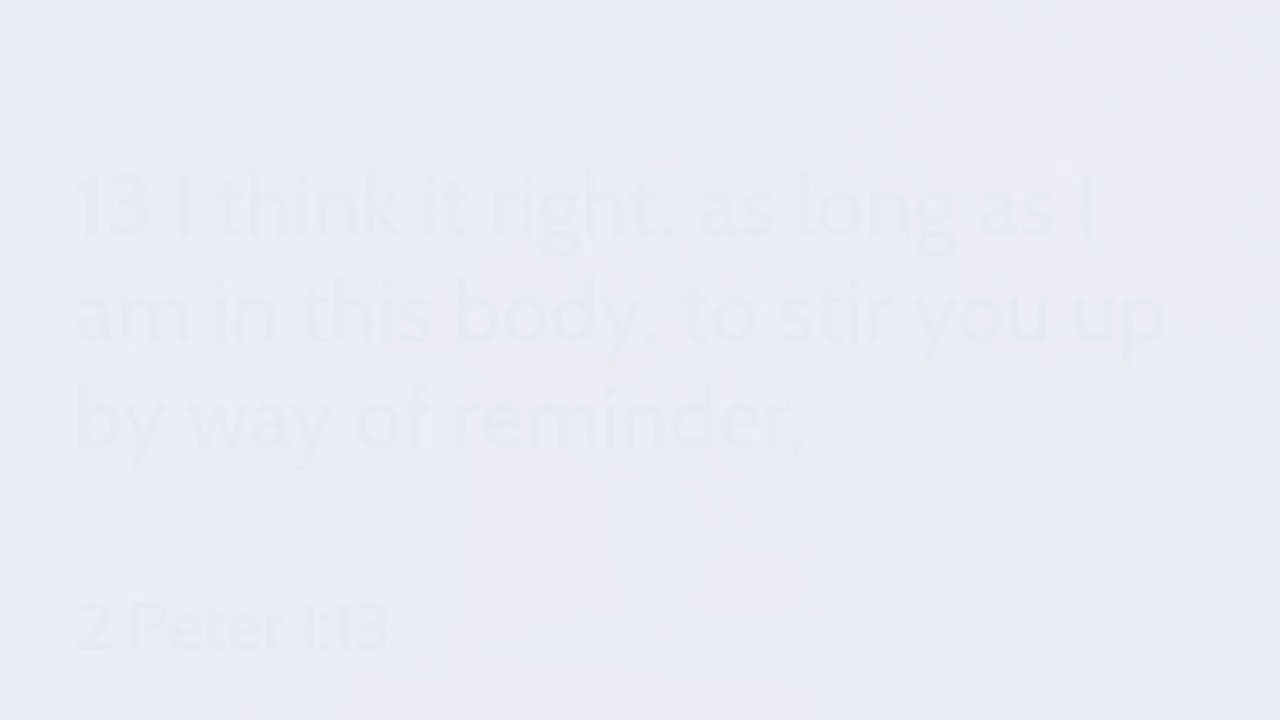 13 I think it right, as long as I
am in this body, to stir you up
by way of reminder,
2 Peter 1:13